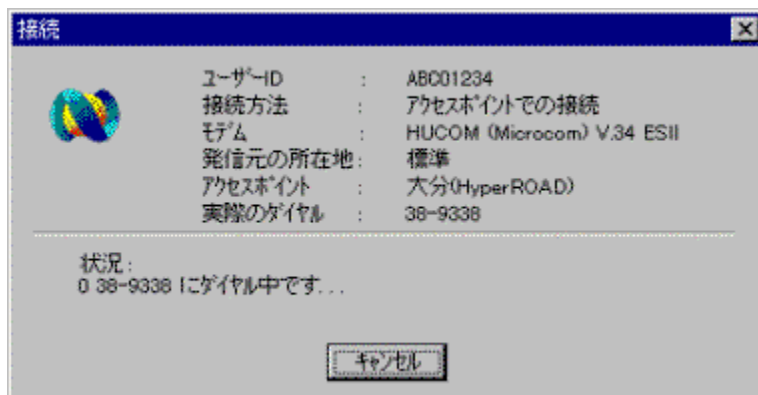 接続
ユーザーID : ABC01234
接続方法 : アクセスポイントでの接続
モデム : HUCOM (Microcom) V.34 ESII
発信元の所在地: 標準
アクセスポイント : 大分(HyperROAD)
実際のダイヤル : 38-9338
状況:
0 38-9338 にダイヤル中です...
キャンセル